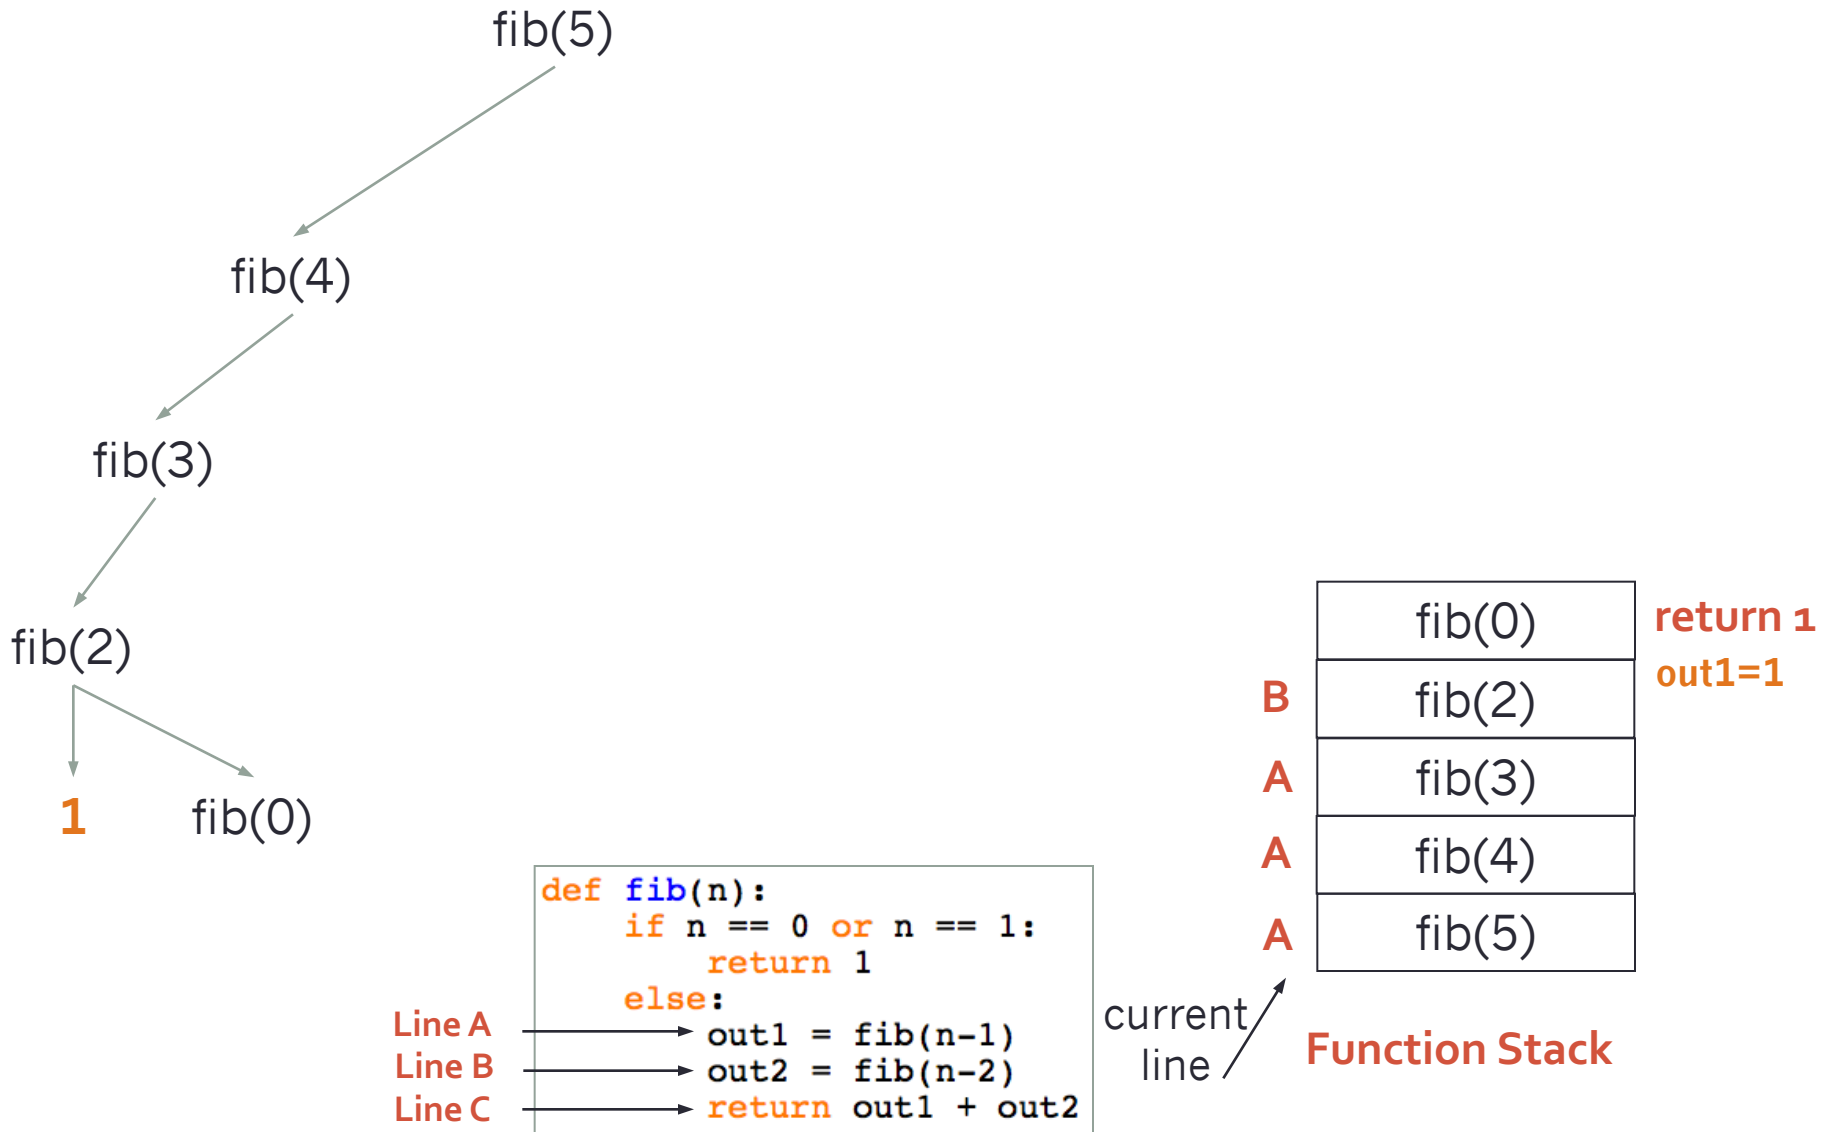 fib(5)
fib(4)
fib(3)
fib(2)
1
fib(0)
def fib(n):
    if n == 0 or n == 1:
        return 1
    else:
        out1 = fib(n-1)
        out2 = fib(n-2)
        return out1 + out2
Line A
Line B
Line C
fib(0)
return 1
out1=1
B
fib(2)
A
fib(3)
A
fib(4)
A
fib(5)
current
line
Function Stack